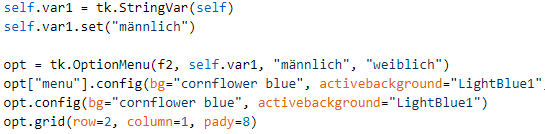 self.var1 = tk.StringVar(self)
self.var1.set("männlich")
opt = tk.OptionMenu(f2, self.var1, "männlich", "weiblich")
opt["menu"].config(bg="cornflower blue", activebackground="LightBlue1",
opt.config(bg="cornflower blue", activebackground="LightBlue1")
opt.grid(row=2, column=1, pady=8)